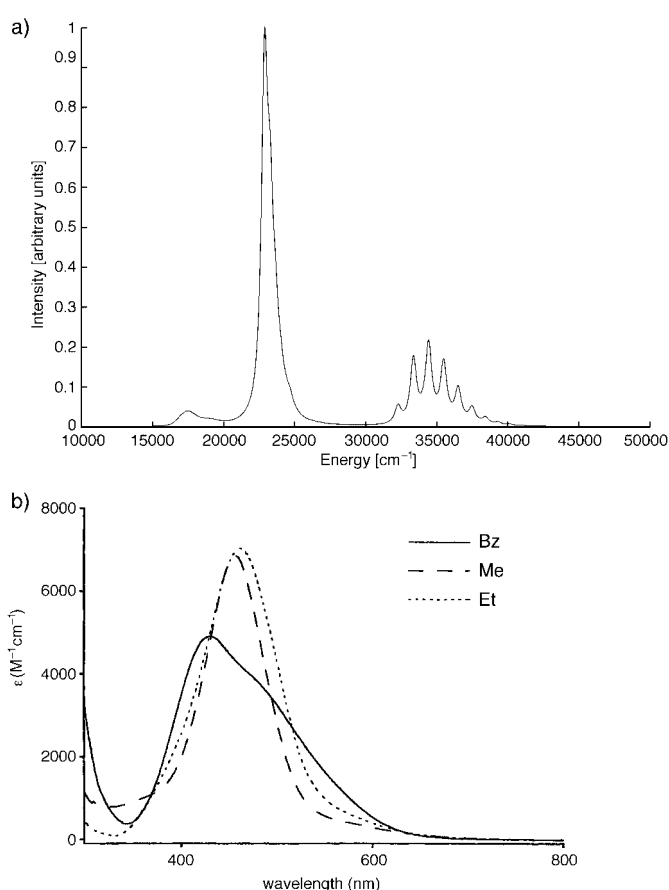 a)
1
0.9
0.8
0.7
0.6
0.5
0.4
0.3
0.2
0.1
0
Intensity [arbitrary units]
10000 15000 20000 25000 30000 35000 40000 45000 50000
Energy [cm⁻¹]
b)
8000
6000
4000
2000
0
ε (M⁻¹cm⁻¹)
Bz
Me
Et
400 600 800
wavelength (nm)